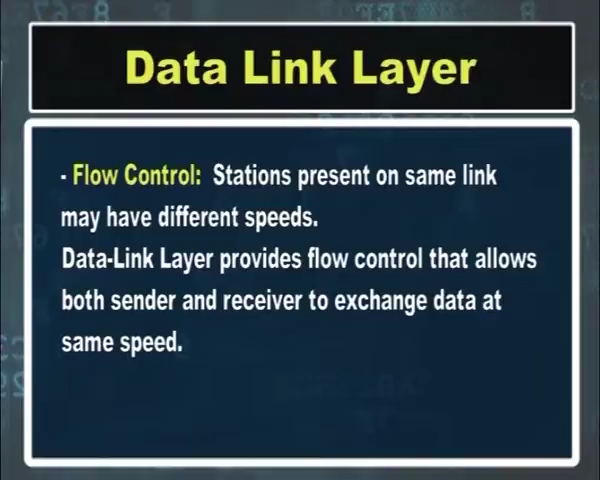 Data Link Layer
- Flow Control: Stations present on same link
may have different speeds.
Data-Link Layer provides flow control that allows
both sender and receiver to exchange data at
same speed.